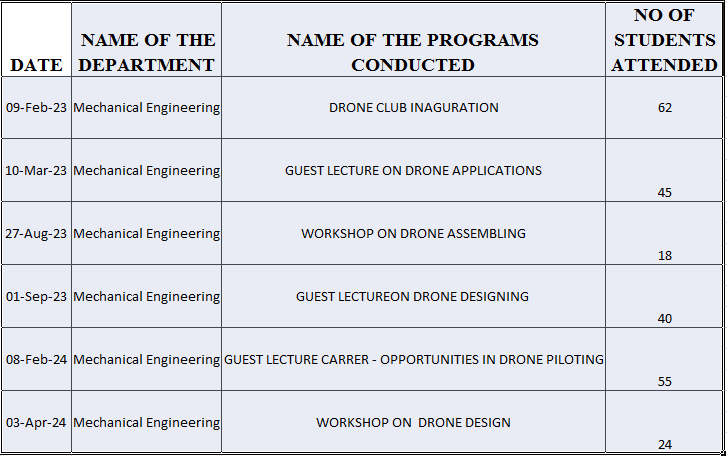 DATE NAME OF THE DEPARTMENT NAME OF THE PROGRAMS CONDUCTED NO OF STUDENTS ATTENDED
09-Feb-23 Mechanical Engineering DRONE CLUB INAGURATION 62
10-Mar-23 Mechanical Engineering GUEST LECTURE ON DRONE APPLICATIONS 45
27-Aug-23 Mechanical Engineering WORKSHOP ON DRONE ASSEMBLING 18
01-Sep-23 Mechanical Engineering GUEST LECTUREON DRONE DESIGNING 40
08-Feb-24 Mechanical Engineering GUEST LECTURE CARRER - OPPORTUNITIES IN DRONE PILOTING 55
03-Apr-24 Mechanical Engineering WORKSHOP ON  DRONE DESIGN 24